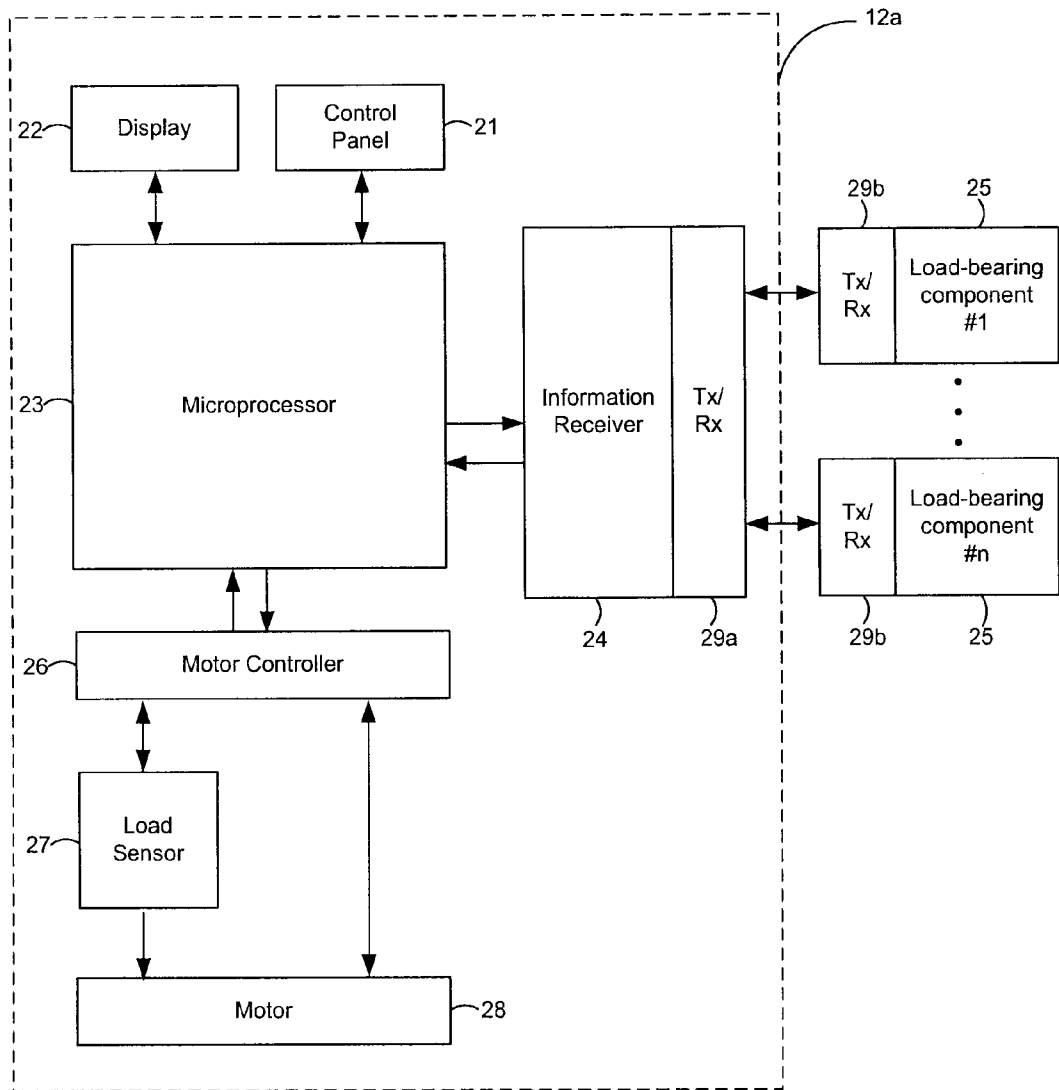 12a
22
Display
Control
Panel
21
29b
25
Tx/
Rx
Load-bearing
component
#1
23
Microprocessor
Information
Receiver
Tx/
Rx
Tx/
Rx
Load-bearing
component
#n
24
29a
29b
25
26
Motor Controller
27
Load
Sensor
Motor
28